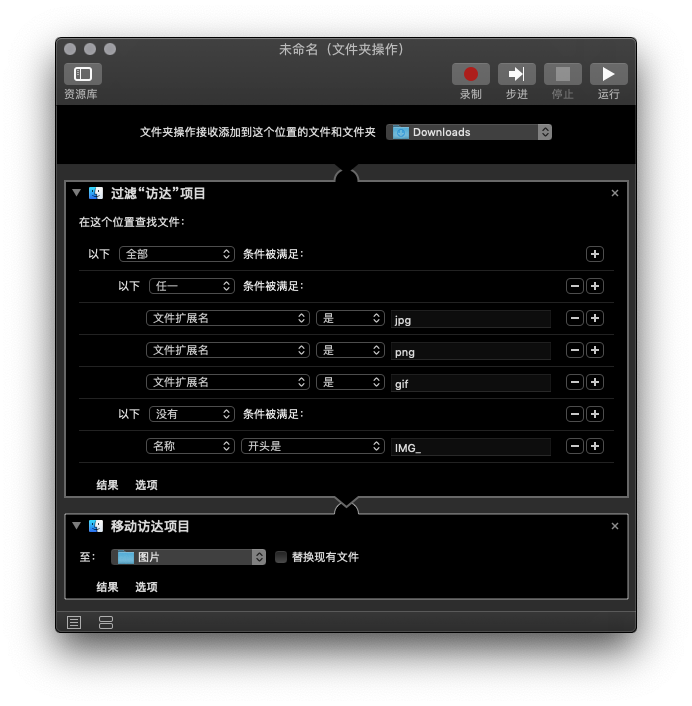 未命名（文件夹操作）
资源库
录制 步进 停止 运行
文件夹操作接收添加到这个位置的文件和文件夹 Downloads
过滤“访达”项目
在这个位置查找文件：
以下 全部 条件被满足：
以下 任一 条件被满足：
文件扩展名 是 jpg
文件扩展名 是 png
文件扩展名 是 gif
以下 没有 条件被满足：
名称 开头是 IMG_
结果 选项
移动访达项目
至： 图片 替换现有文件
结果 选项